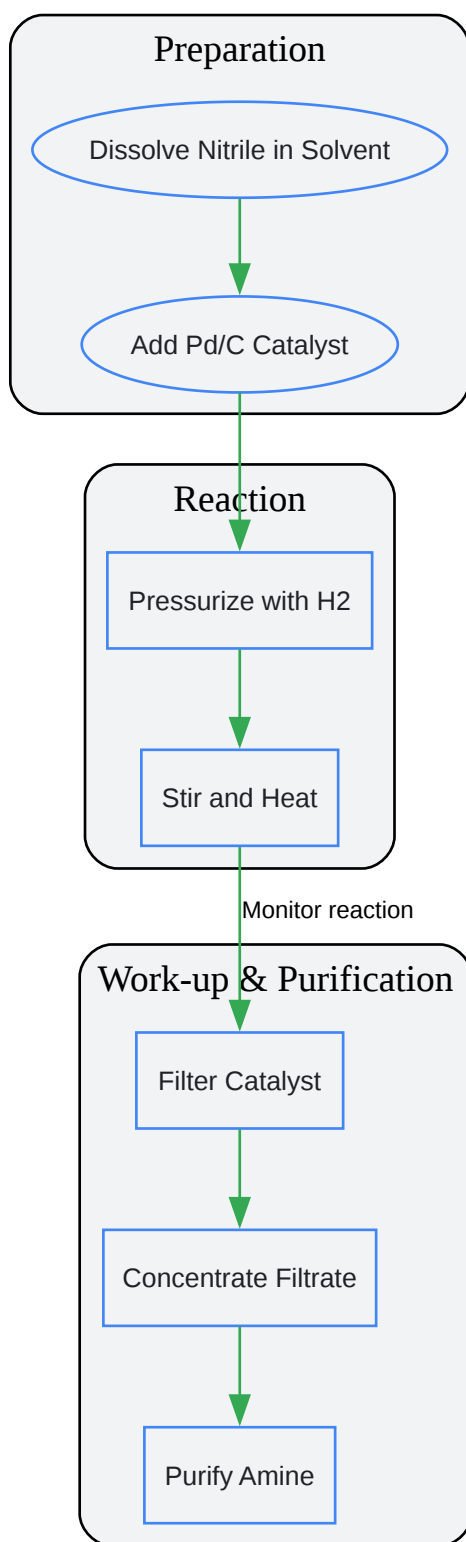 Preparation
Dissolve Nitrile in Solvent
Add Pd/C Catalyst
Reaction
Pressurize with H2
Stir and Heat
Monitor reaction
Work-up & Purification
Filter Catalyst
Concentrate Filtrate
Purify Amine